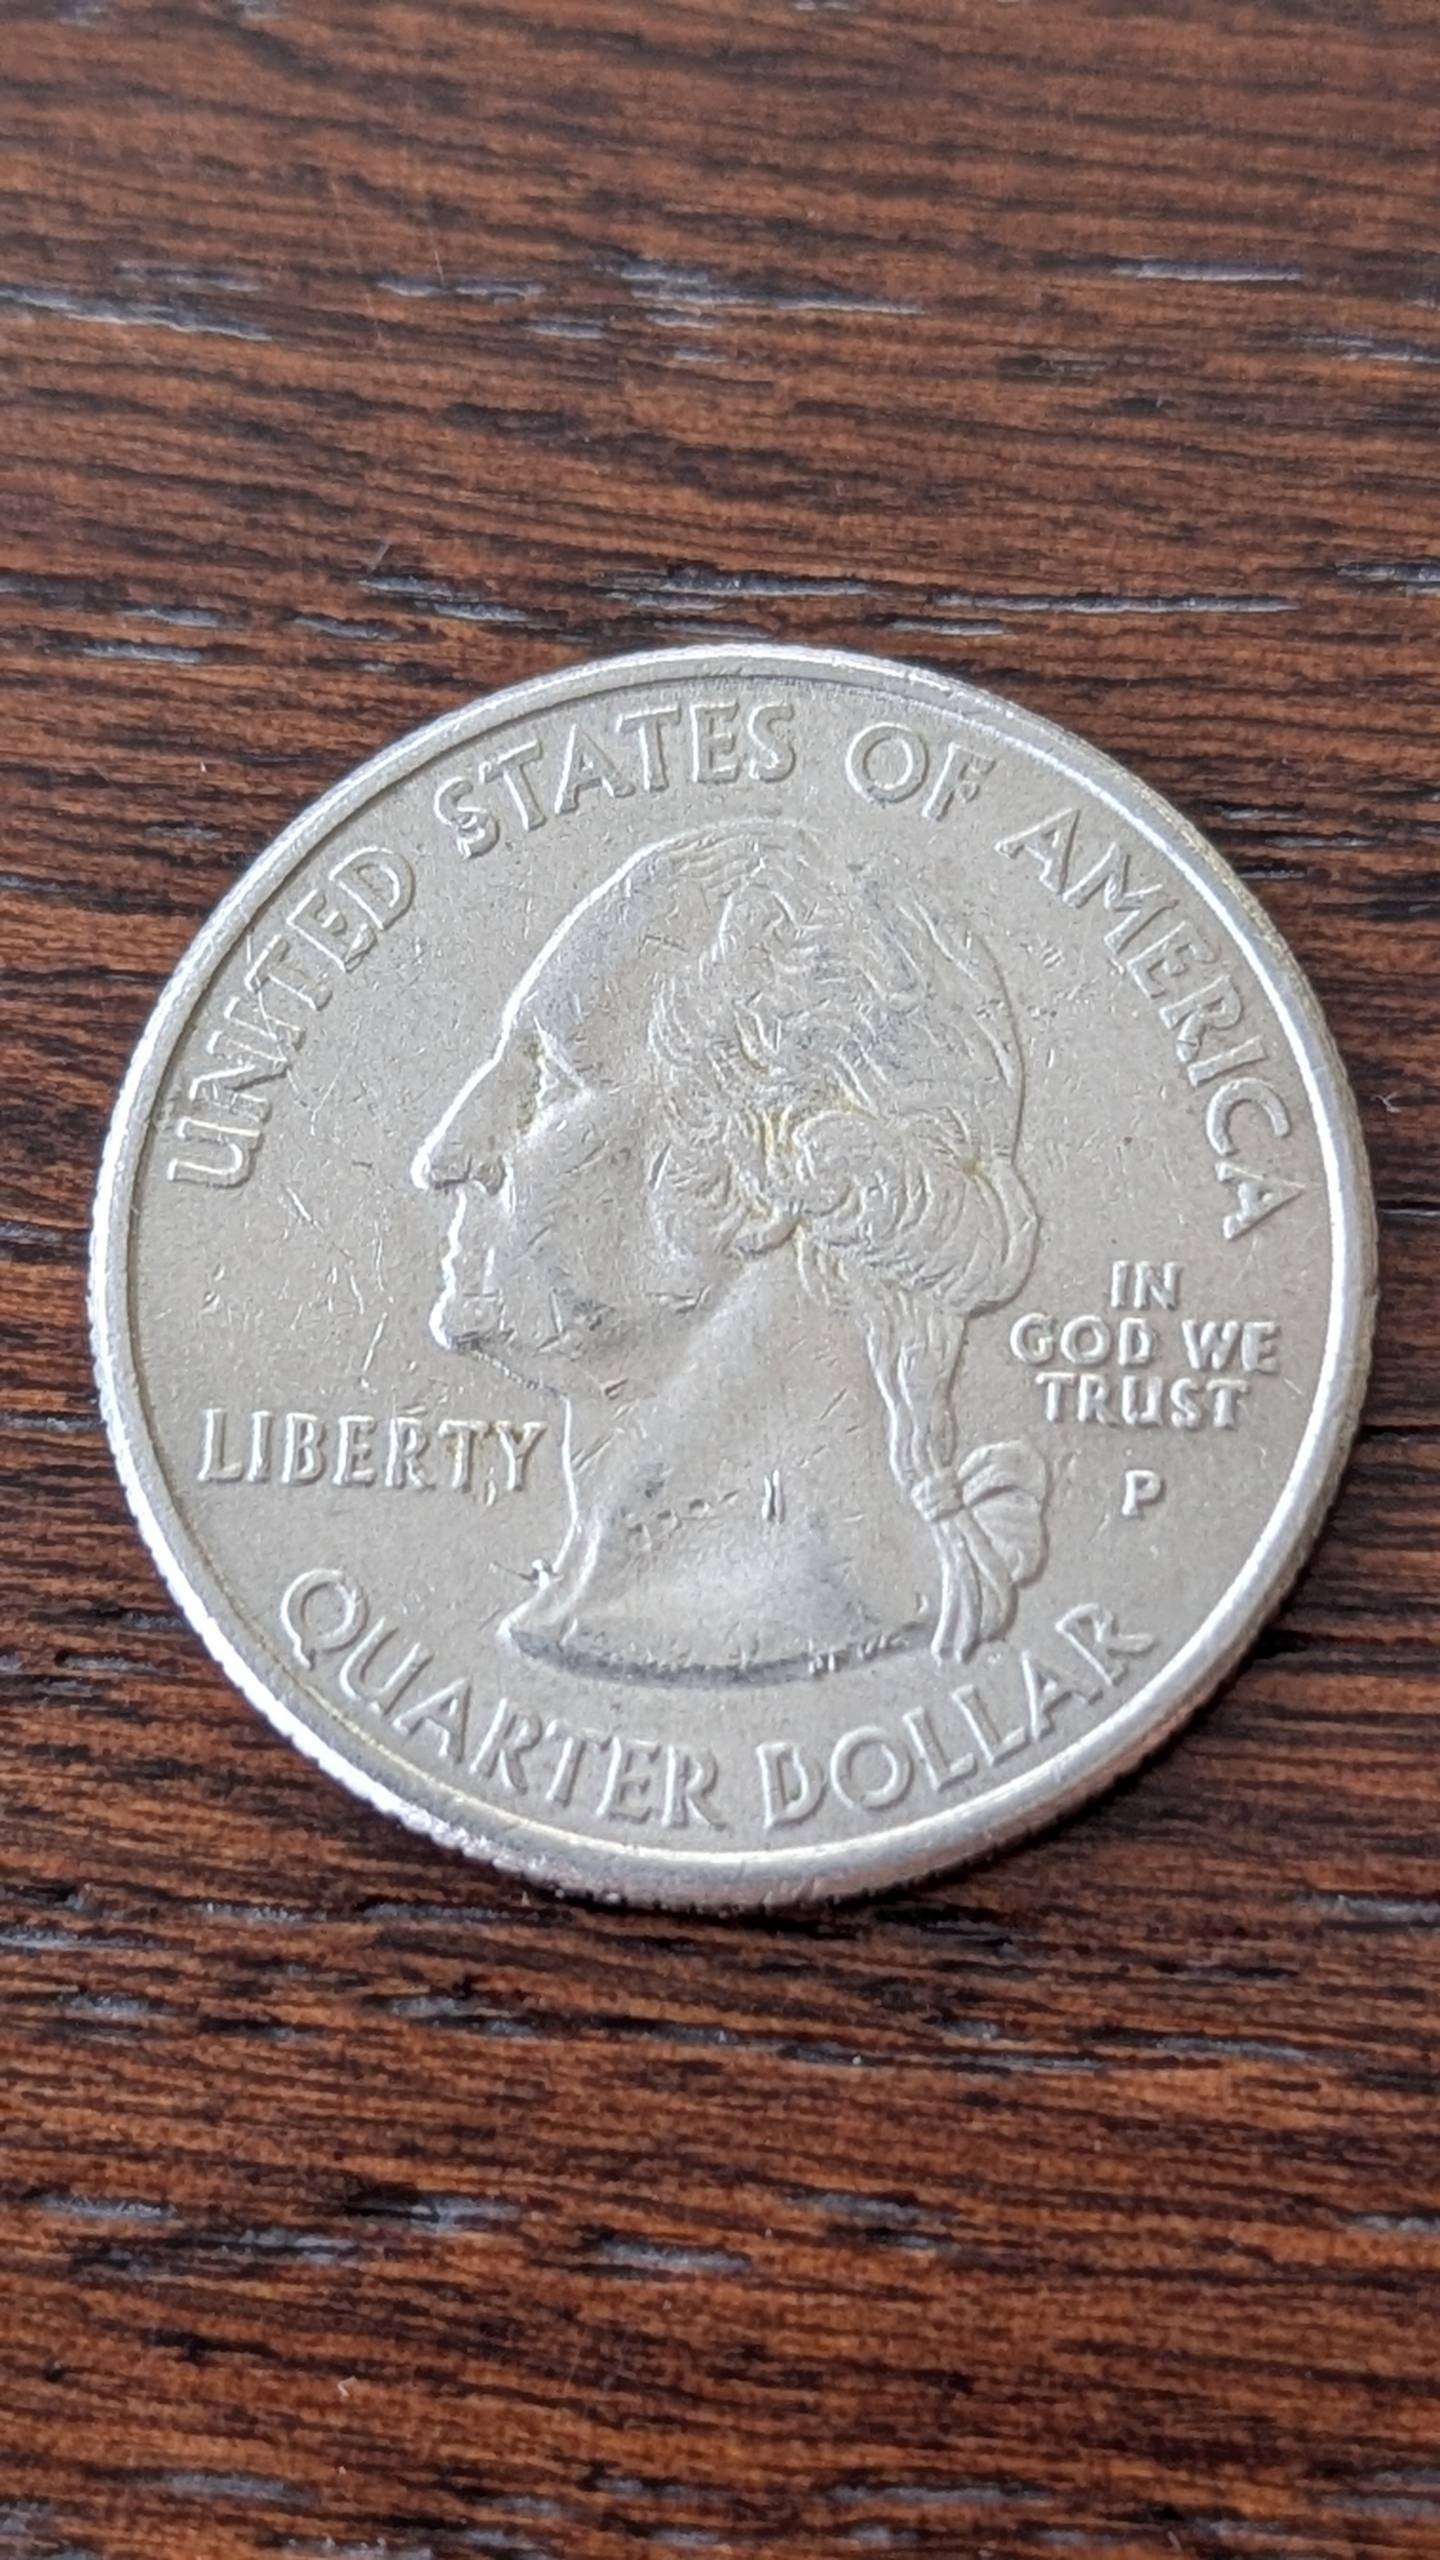 UNITED STATES OF AMERICA
IN
GOD WE
TRUST
LIBERTY
P
QUARTER DOLLAR